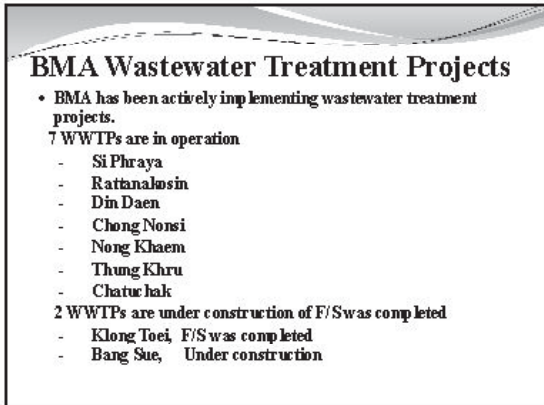 BMA Wastewater Treatment Projects
• BMA has been actively implementing wastewater treatment
projects.
7 WWTPs are in operation
- Si Phraya
- Rattanakosin
- Din Daen
- Chong Nonsi
- Nong Khaem
- Thung Khru
- Chatuchak
2 WWTPs are under construction of F/S was completed
- Klong Toei, F/S was completed
- Bang Sue, Under construction